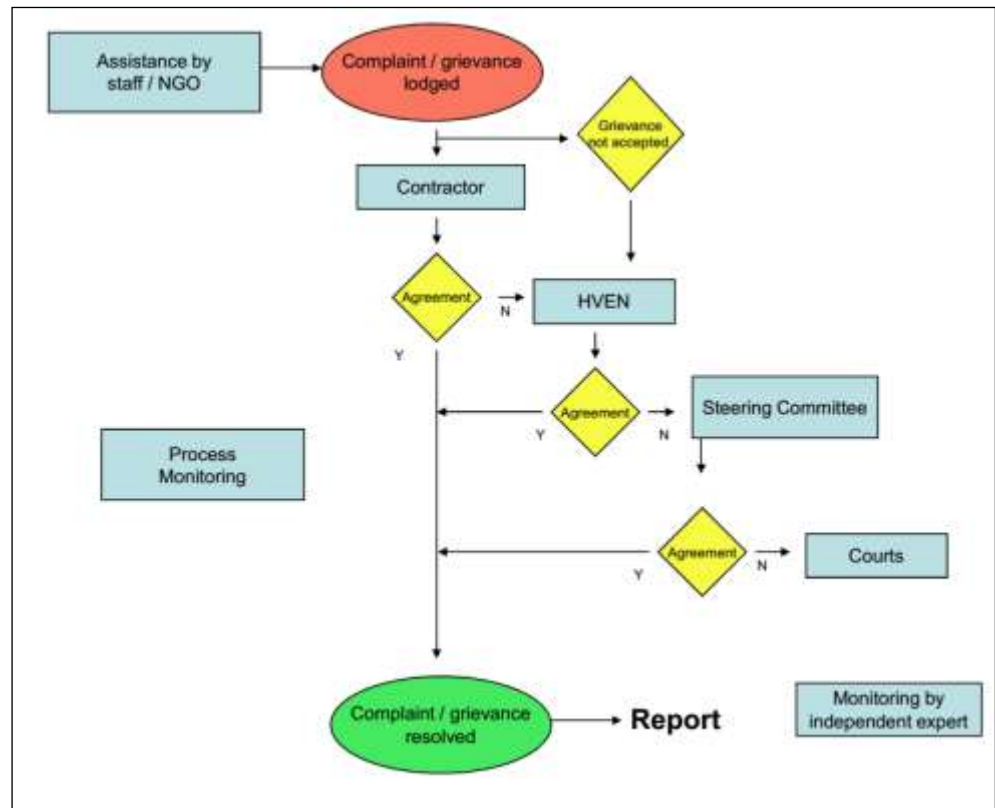 Assistance by
staff / NGO
Complaint / grievance
lodged
Grievance
not accepted
Contractor
Agreement
N
HVEN
Y
Agreement
Y
N
Steering Committee
Process
Monitoring
Agreement
Y
N
Courts
Complaint / grievance
resolved
Report
Monitoring by
independent expert